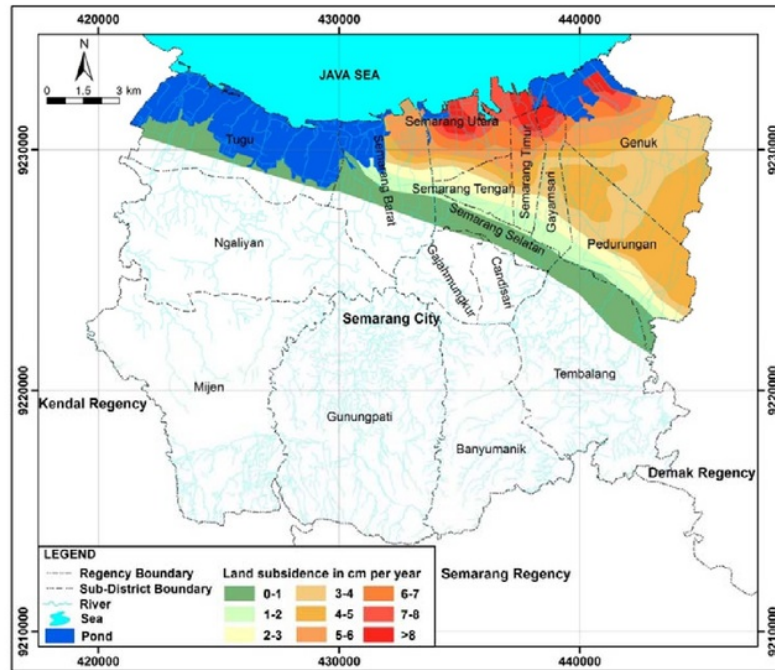 420000 430000 440000
N
0 1.5 3 km
JAVA SEA
Tugu
Semarang Barat
Semarang Utara
Semarang Timur
Genuk
9230000 9230000
Semarang Tengah
Gayamsari
Semarang Selatan
Pedurungan
Ngaliyan
Gajahmungkur
Candisari
Semarang City
Tembalang
9220000 9220000
Mijen
Kendal Regency
Gunungpati
Banyumanik
Demak Regency
LEGEND
Regency Boundary
Sub-District Boundary
River
Sea
Pond
Land subsidence in cm per year
0-1 3-4 6-7
1-2 4-5 7-8
2-3 5-6 >8
Semarang Regency
9210000 9210000
420000 430000 440000